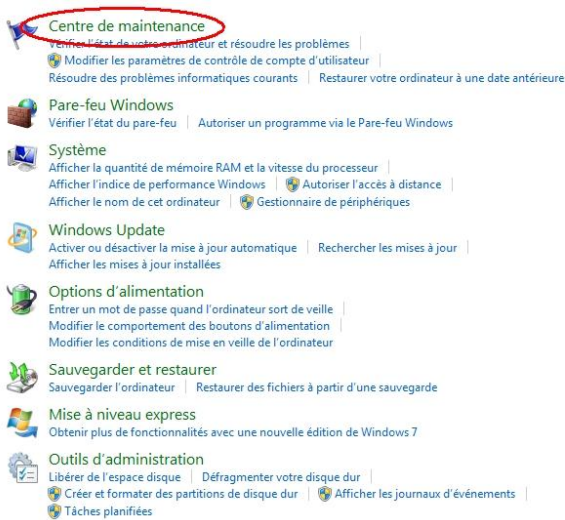 Centre de maintenance
Vérifier l'état de votre ordinateur et résoudre les problèmes
Modifier les paramètres de contrôle de compte d'utilisateur
Résoudre des problèmes informatiques courants Restaurer votre ordinateur à une date antérieure
Pare-feu Windows
Vérifier l'état du pare-feu Autoriser un programme via le Pare-feu Windows
Système
Afficher la quantité de mémoire RAM et la vitesse du processeur
Afficher l'indice de performance Windows Autoriser l'accès à distance
Afficher le nom de cet ordinateur Gestionnaire de périphériques
Windows Update
Activer ou désactiver la mise à jour automatique Rechercher les mises à jour
Afficher les mises à jour installées
Options d'alimentation
Entrer un mot de passe quand l'ordinateur sort de veille
Modifier le comportement des boutons d'alimentation
Modifier les conditions de mise en veille de l'ordinateur
Sauvegarder et restaurer
Sauvegarder l'ordinateur Restaurer des fichiers à partir d'une sauvegarde
Mise à niveau express
Obtenir plus de fonctionnalités avec une nouvelle édition de Windows 7
Outils d'administration
Libérer de l'espace disque Défragmenter votre disque dur
Créer et formater des partitions de disque dur Afficher les journaux d'événements
Tâches planifiées